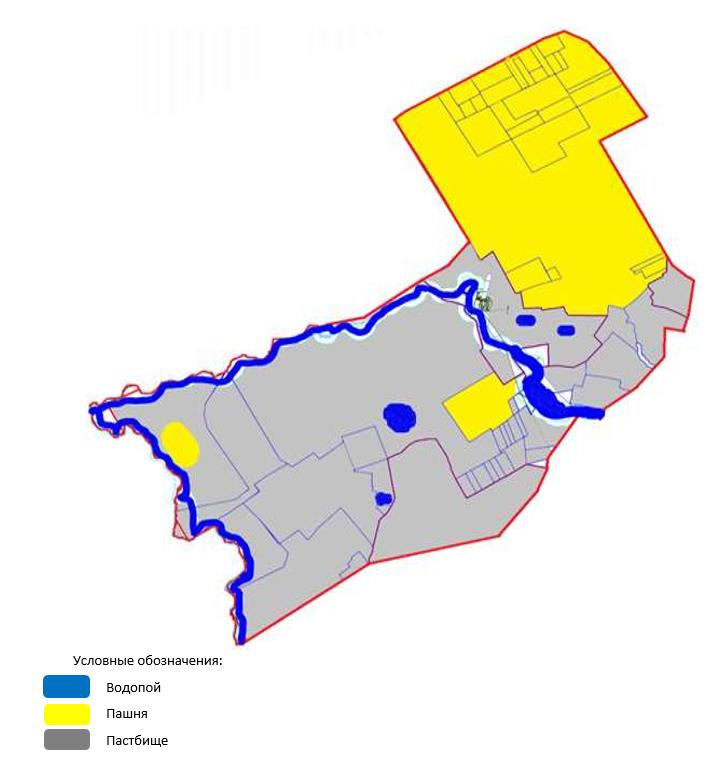 Условные обозначения:
Водопой
Пашня
Пастбище